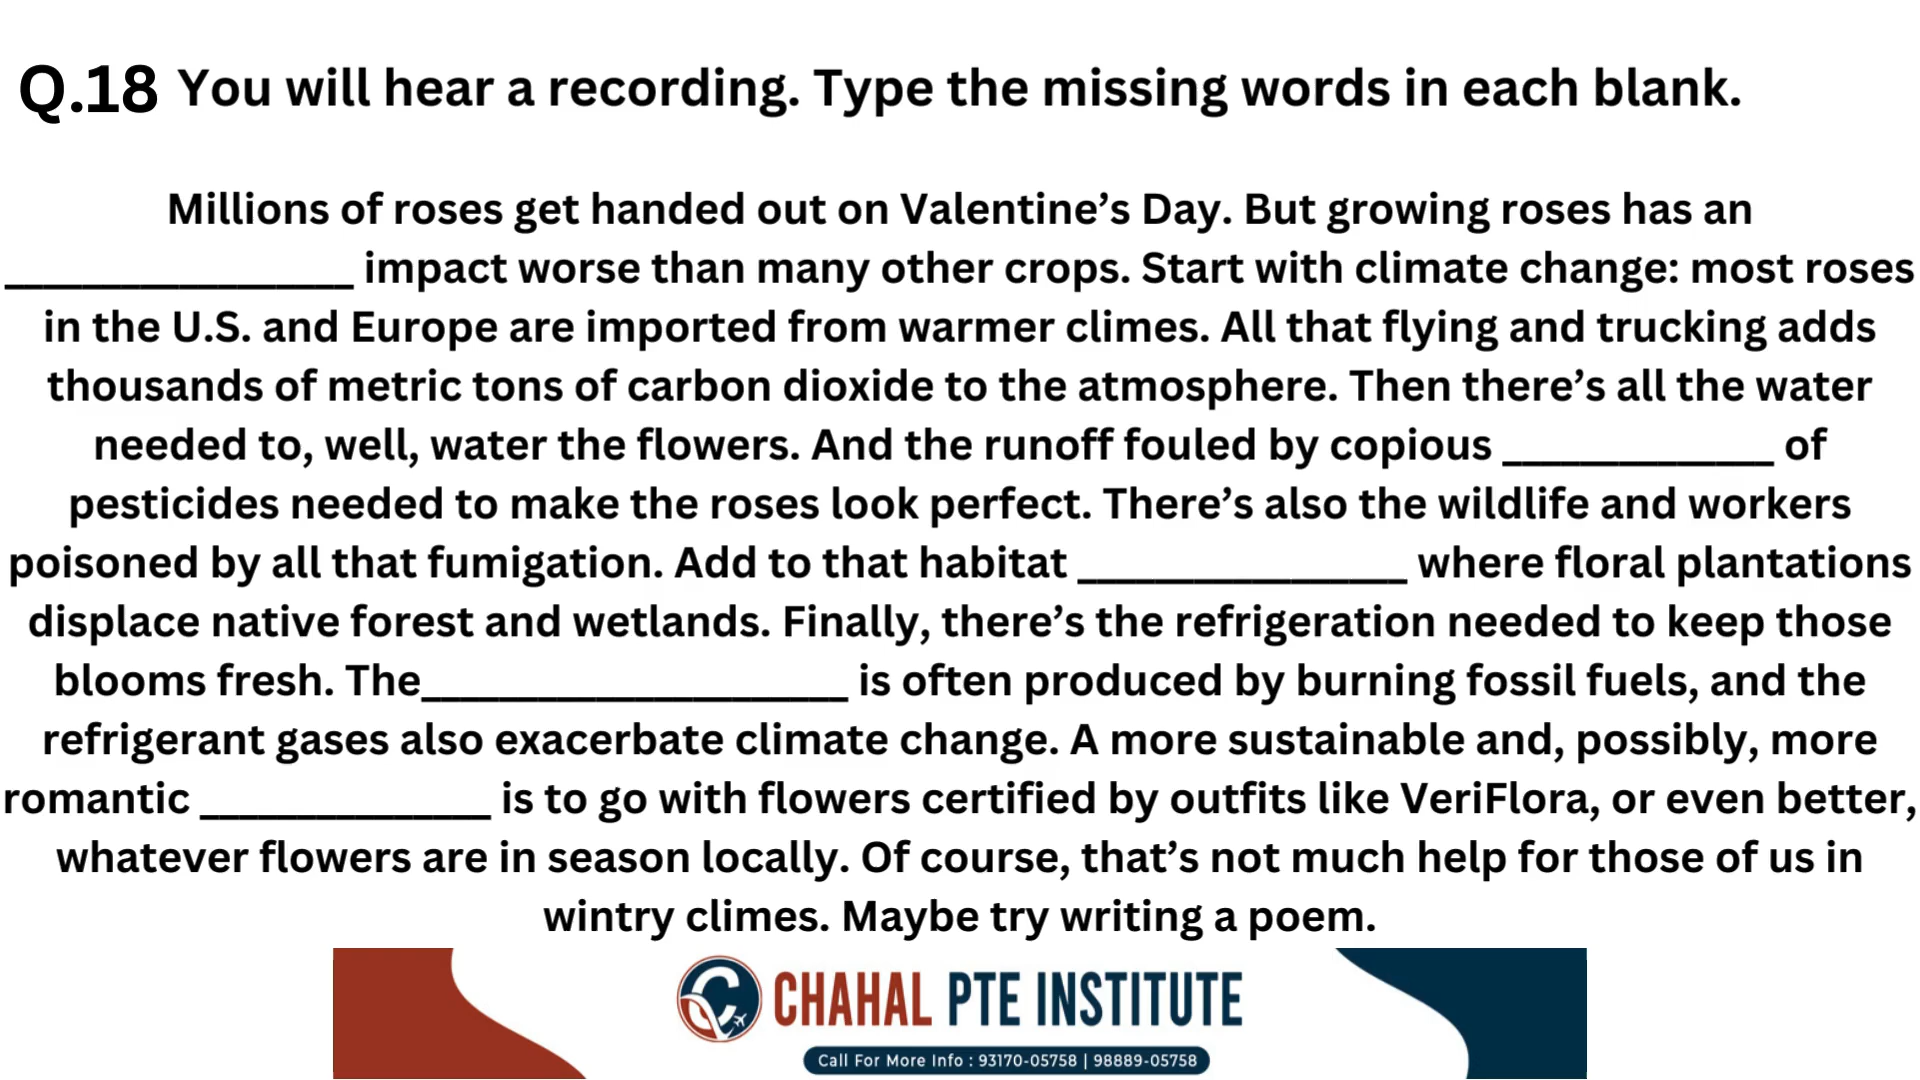 Q.18 You will hear a recording. Type the missing words in each blank.
Millions of roses get handed out on Valentine’s Day. But growing roses has an
__________________ impact worse than many other crops. Start with climate change: most roses
in the U.S. and Europe are imported from warmer climes. All that flying and trucking adds
thousands of metric tons of carbon dioxide to the atmosphere. Then there’s all the water
needed to, well, water the flowers. And the runoff fouled by copious ______________ of
pesticides needed to make the roses look perfect. There’s also the wildlife and workers
poisoned by all that fumigation. Add to that habitat _________________ where floral plantations
displace native forest and wetlands. Finally, there’s the refrigeration needed to keep those
blooms fresh. The______________________ is often produced by burning fossil fuels, and the
refrigerant gases also exacerbate climate change. A more sustainable and, possibly, more
romantic _______________ is to go with flowers certified by outfits like VeriFlora, or even better,
whatever flowers are in season locally. Of course, that’s not much help for those of us in
wintry climes. Maybe try writing a poem.
CHAHAL PTE INSTITUTE
Call For More Info : 93170-05758 | 98889-05758